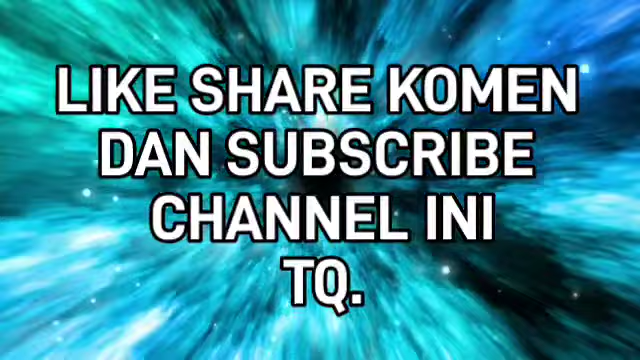 LIKE SHARE KOMEN
DAN SUBSCRIBE
CHANNEL INI
TQ.